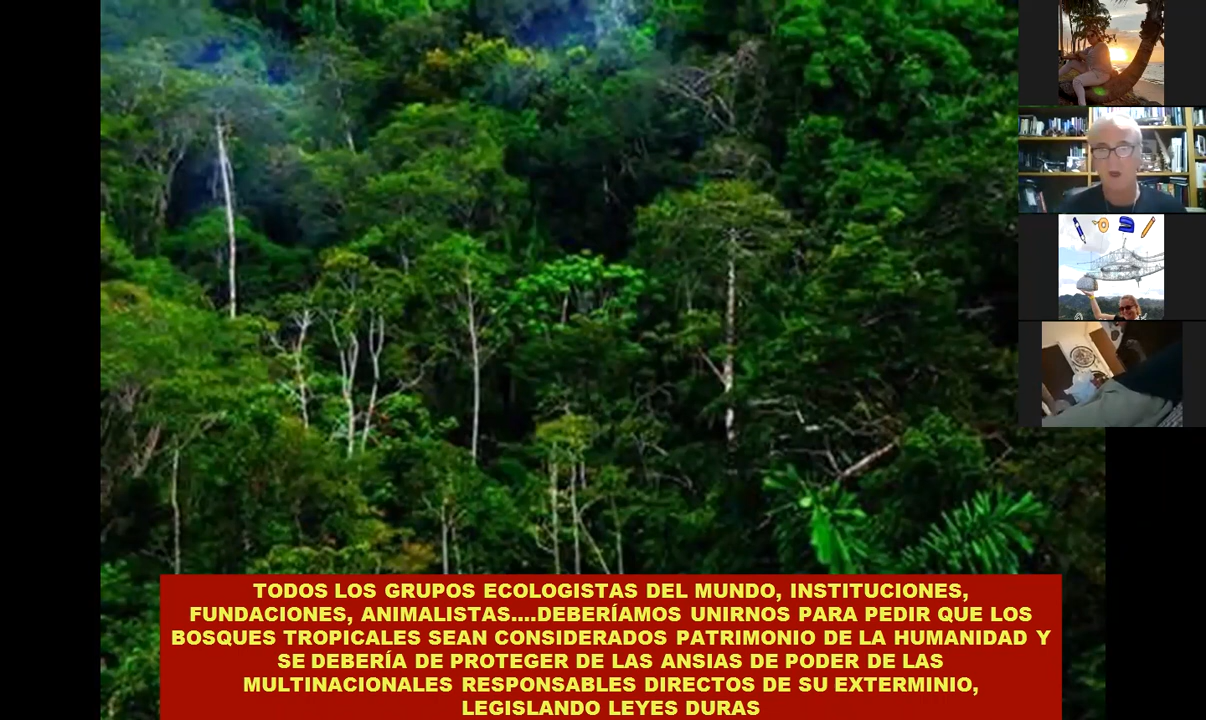 TODOS LOS GRUPOS ECOLOGISTAS DEL MUNDO, INSTITUCIONES,
FUNDACIONES, ANIMALISTAS....DEBERÍAMOS UNIRNOS PARA PEDIR QUE LOS
BOSQUES TROPICALES SEAN CONSIDERADOS PATRIMONIO DE LA HUMANIDAD Y
SE DEBERÍA DE PROTEGER DE LAS ANSIAS DE PODER DE LAS
MULTINACIONALES RESPONSABLES DIRECTOS DE SU EXTERMINIO,
LEGISLANDO LEYES DURAS